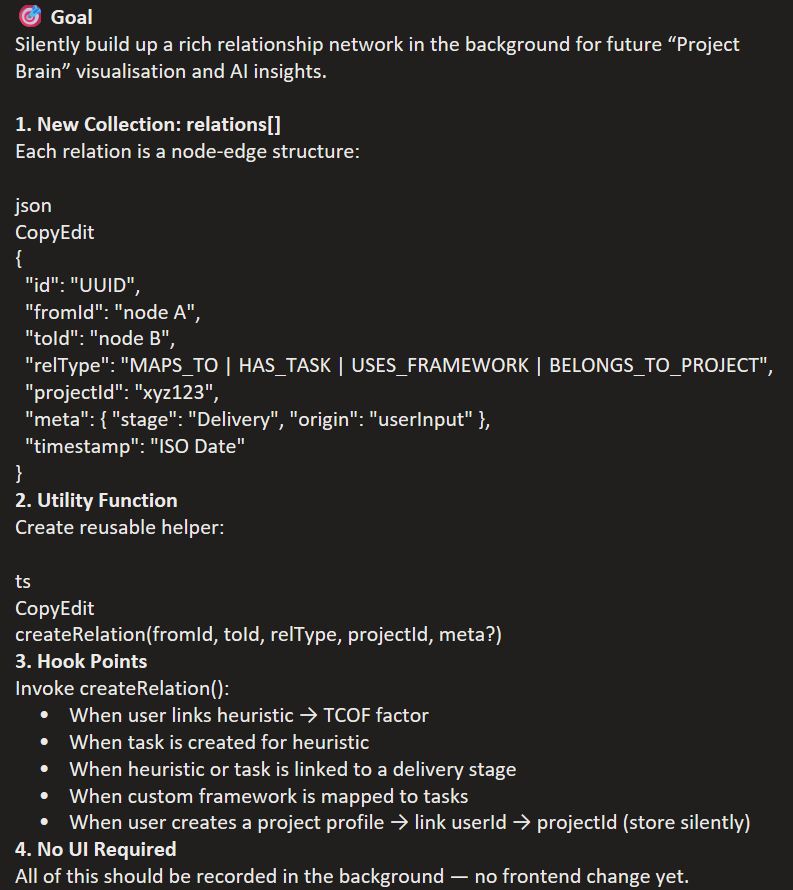 🎯 Goal
Silently build up a rich relationship network in the background for future “Project
Brain” visualisation and AI insights.
1. New Collection: relations[]
Each relation is a node-edge structure:
json
CopyEdit
{
"id": "UUID",
"fromId": "node A",
"toId": "node B",
"relType": "MAPS_TO | HAS_TASK | USES_FRAMEWORK | BELONGS_TO_PROJECT",
"projectId": "xyz123",
"meta": { "stage": "Delivery", "origin": "userInput" },
"timestamp": "ISO Date"
}
2. Utility Function
Create reusable helper:
ts
CopyEdit
createRelation(fromId, toId, relType, projectId, meta?)
3. Hook Points
Invoke createRelation():
• When user links heuristic → TCOF factor
• When task is created for heuristic
• When heuristic or task is linked to a delivery stage
• When custom framework is mapped to tasks
• When user creates a project profile → link userId → projectId (store silently)
4. No UI Required
All of this should be recorded in the background — no frontend change yet.